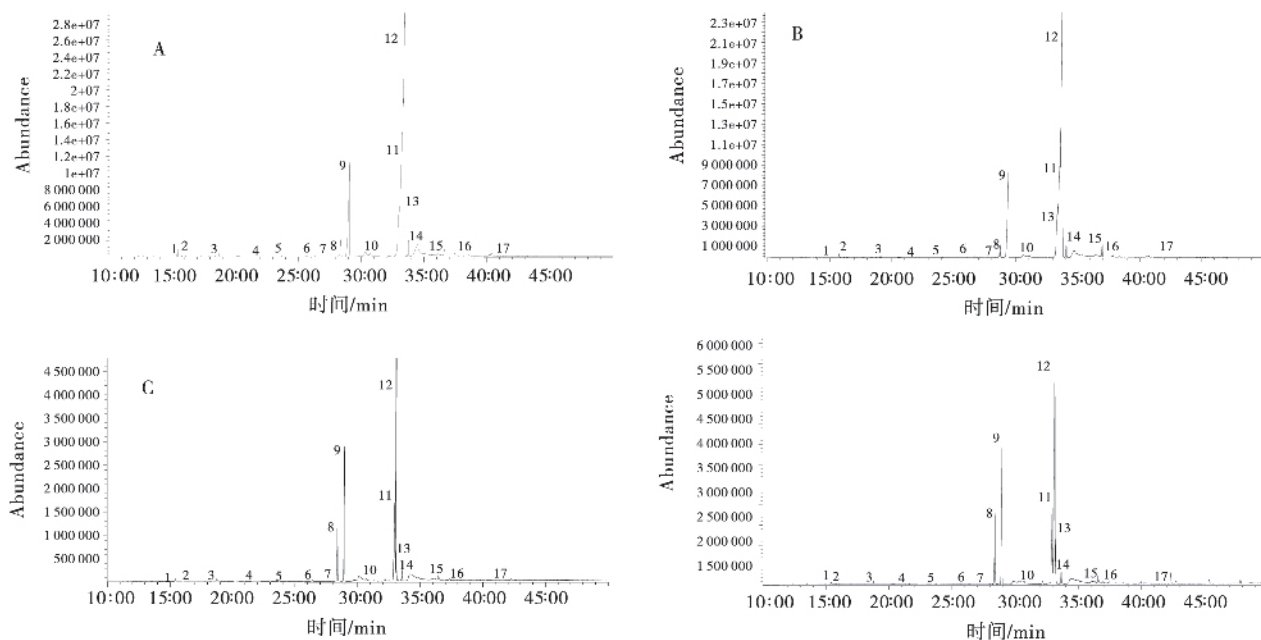 A
Abundance
2.8e+07
2.6e+07
2.4e+07
2.2e+07
2e+07
1.8e+07
1.6e+07
1.4e+07
1.2e+07
1e+07
8 000 000
6 000 000
4 000 000
2 000 000
1 2 3 4 5 6 7 8 9 10 11 12 13 14 15 16 17
10:00 15:00 20:00 25:00 30:00 35:00 40:00 45:00
时间/min
B
Abundance
2.3e+07
2.1e+07
1.9e+07
1.7e+07
1.5e+07
1.3e+07
1.1e+07
9 000 000
7 000 000
5 000 000
3 000 000
1 000 000
1 2 3 4 5 6 7 8 9 10 11 12 13 14 15 16 17
10:00 15:00 20:00 25:00 30:00 35:00 40:00 45:00
时间/min
C
Abundance
4 500 000
4 000 000
3 500 000
3 000 000
2 500 000
2 000 000
1 500 000
1 000 000
500 000
1 2 3 4 5 6 7 8 9 10 11 12 13 14 15 16 17
10:00 15:00 20:00 25:00 30:00 35:00 40:00 45:00
时间/min
Abundance
6 000 000
5 500 000
5 000 000
4 500 000
4 000 000
3 500 000
3 000 000
2 500 000
2 000 000
1 500 000
1 2 3 4 5 6 7 8 9 10 11 12 13 14 15 16 17
10:00 15:00 20:00 25:00 30:00 35:00 40:00 45:00
时间/min